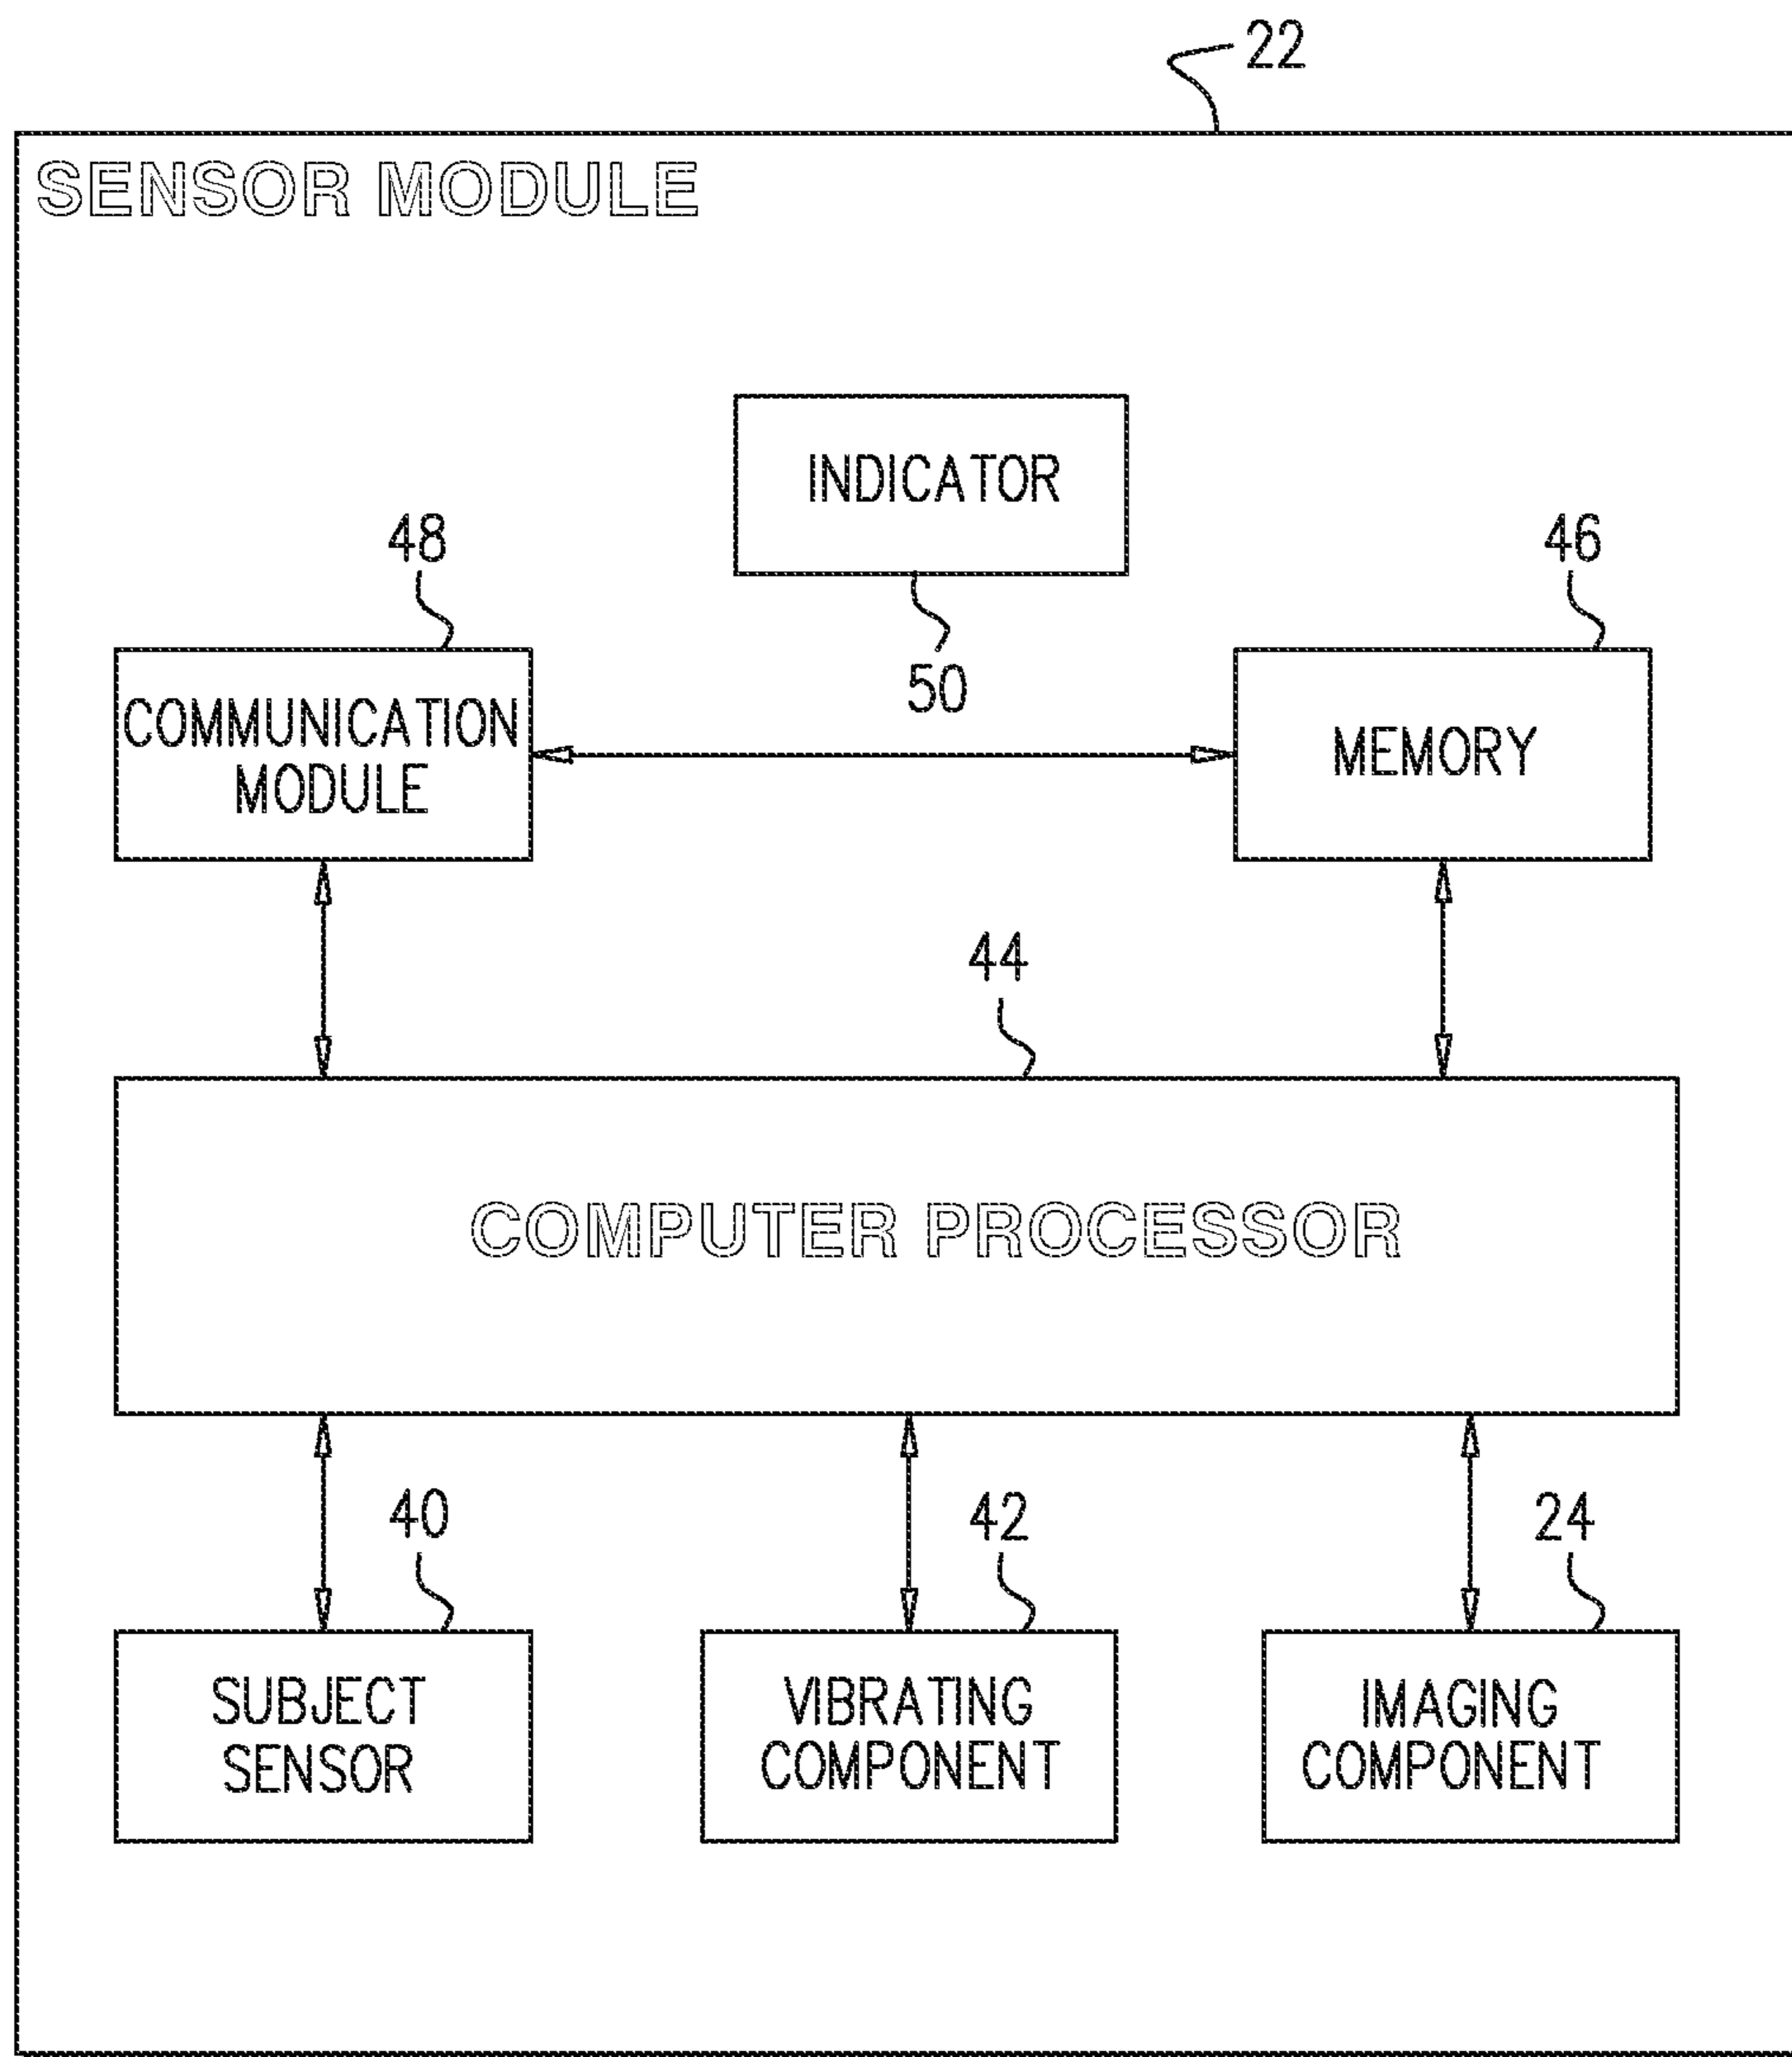 22
SENSOR MODULE
INDICATOR
50
48
COMMUNICATION
MODULE
46
MEMORY
44
COMPUTER PROCESSOR
40
SUBJECT
SENSOR
42
VIBRATING
COMPONENT
24
IMAGING
COMPONENT